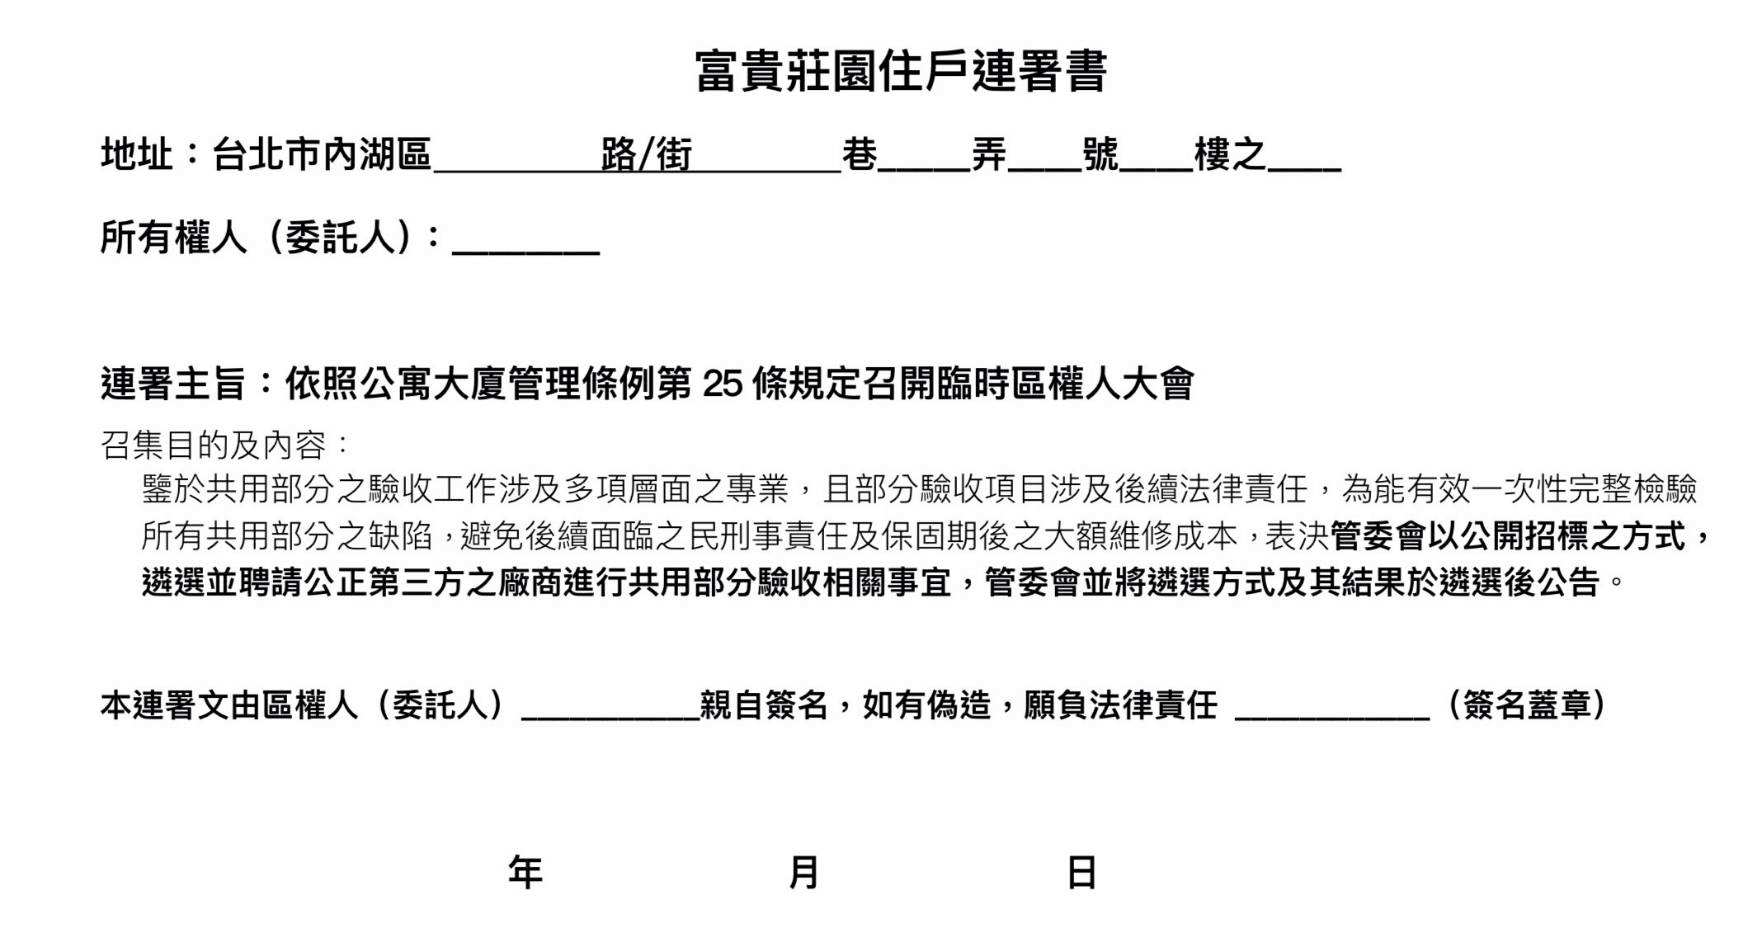 富貴莊園住戶連署書
地址：台北市內湖區_________路/街________巷_____弄____號____樓之____
所有權人（委託人）：________
連署主旨：依照公寓大廈管理條例第 25 條規定召開臨時區權人大會
召集目的及內容：
鑒於共用部分之驗收工作涉及多項層面之專業，且部分驗收項目涉及後續法律責任，為能有效一次性完整檢驗
所有共用部分之缺陷，避免後續面臨之民刑事責任及保固期後之大額維修成本，表決管委會以公開招標之方式，
遴選並聘請公正第三方之廠商進行共用部分驗收相關事宜，管委會並將遴選方式及其結果於遴選後公告。
本連署文由區權人（委託人）___________親自簽名，如有偽造，願負法律責任 ____________（簽名蓋章）
年 月 日